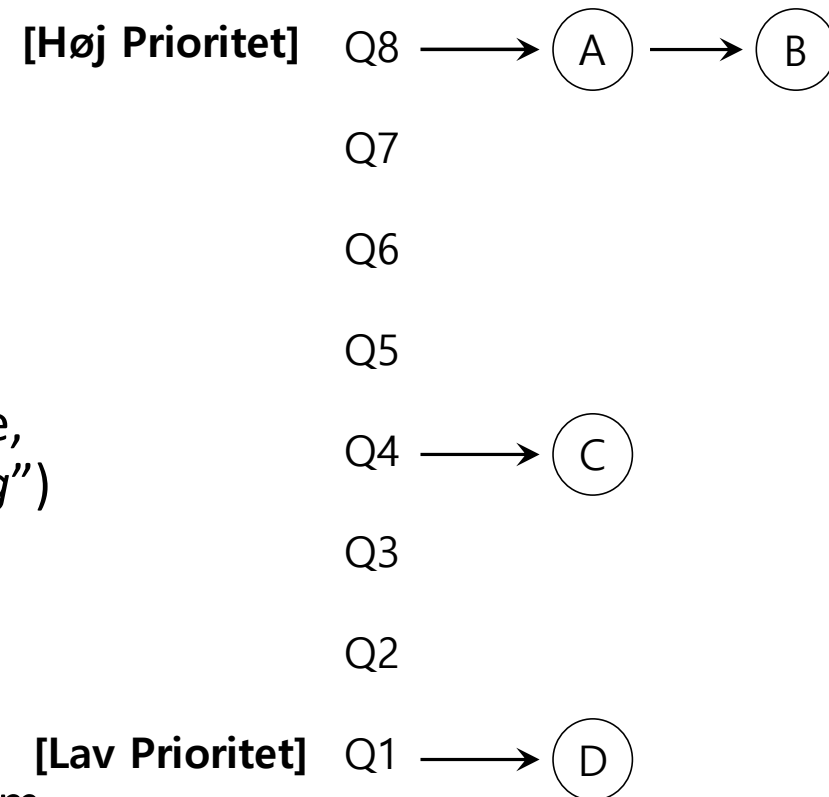 [Høj Prioritet] Q8 A B
Q7
Q6
Q5
e,
Q4 C
g”)
Q3
Q2
[Lav Prioritet] Q1 D